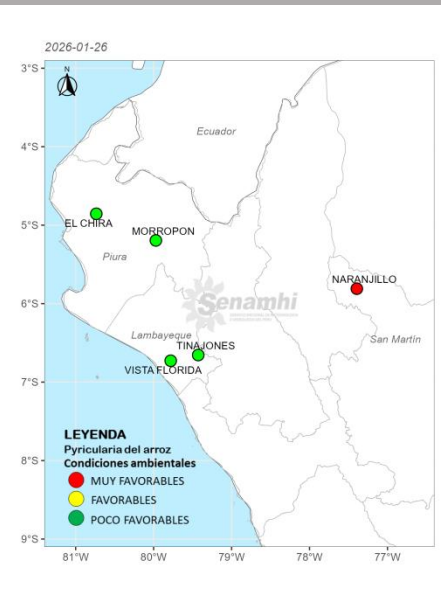 2026-01-26
3°S
N
4°S
Ecuador
EL CHIRA
5°S
MORROPON
Piura
NARANJILLO
6°S
Senamhi
Lambayeque
TINAJONES
San Martín
VISTA FLORIDA
7°S
LEYENDA
Pyricularia del arroz
8°S
Condiciones ambientales
MUY FAVORABLES
FAVORABLES
POCO FAVORABLES
9°S
81°W 80°W 79°W 78°W 77°W